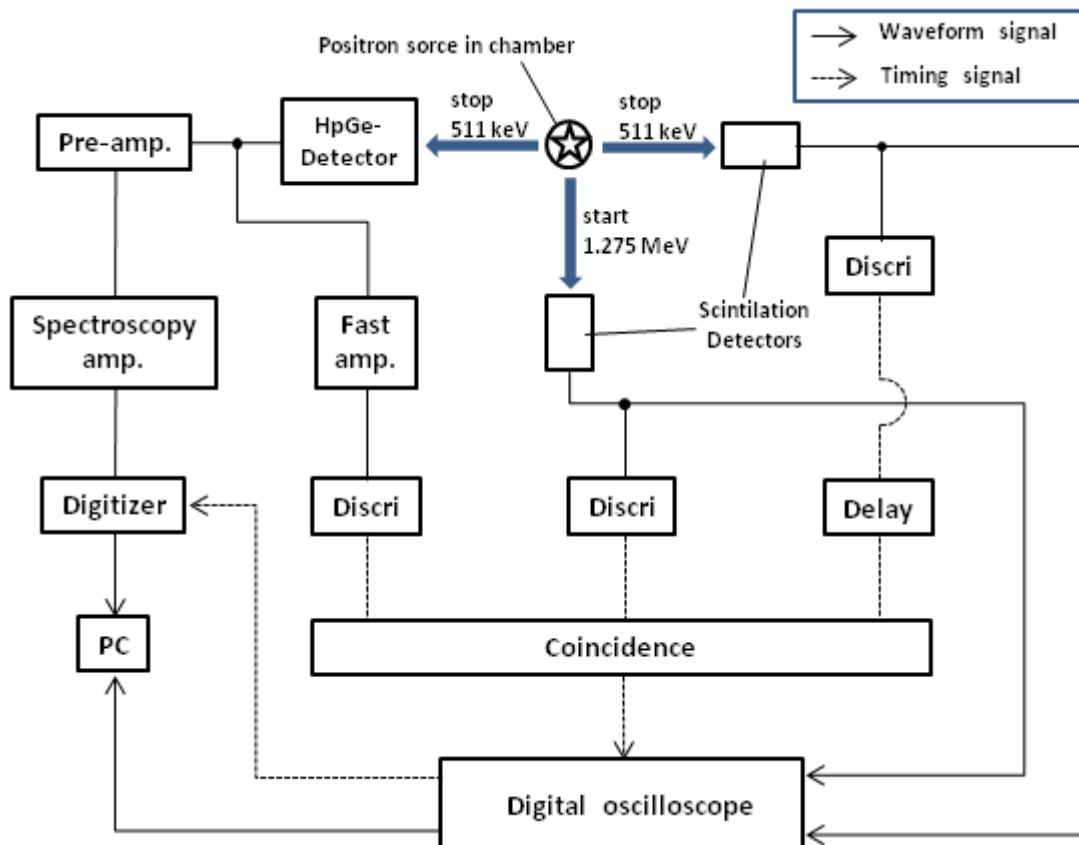 Positron sorce in chamber
Waveform signal
Timing signal
stop
511 keV
stop
511 keV
HpGe-
Detector
Pre-amp.
start
1.275 MeV
Discri
Scintilation
Detectors
Spectroscopy
amp.
Fast
amp.
Digitizer
Discri
Discri
Delay
PC
Coincidence
Digital oscilloscope